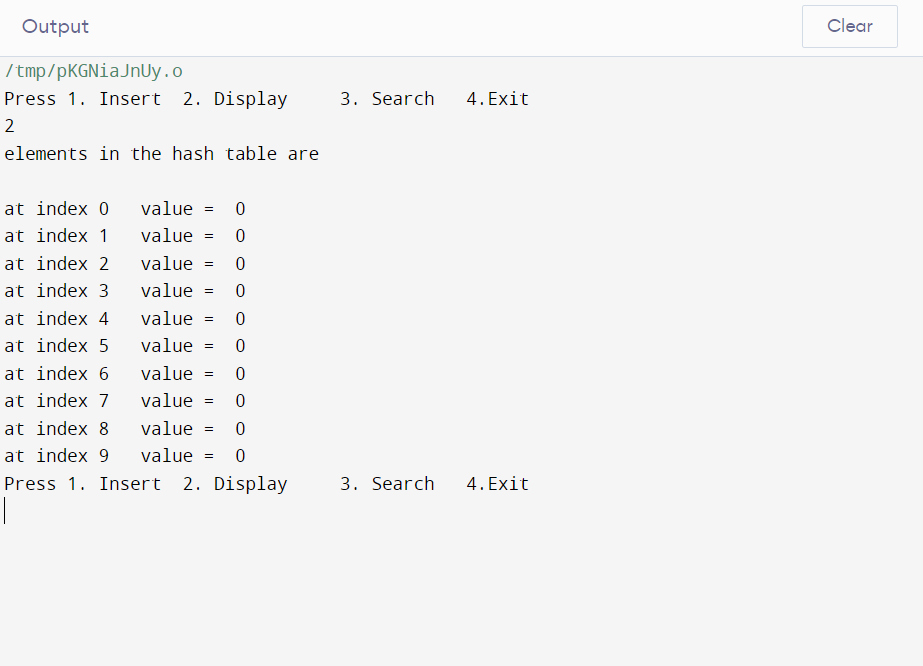 Output
Clear
/tmp/pKGNiaJnUy.o
Press 1. Insert  2. Display     3. Search   4.Exit
2
elements in the hash table are
at index 0   value =  0
at index 1   value =  0
at index 2   value =  0
at index 3   value =  0
at index 4   value =  0
at index 5   value =  0
at index 6   value =  0
at index 7   value =  0
at index 8   value =  0
at index 9   value =  0
Press 1. Insert  2. Display     3. Search   4.Exit